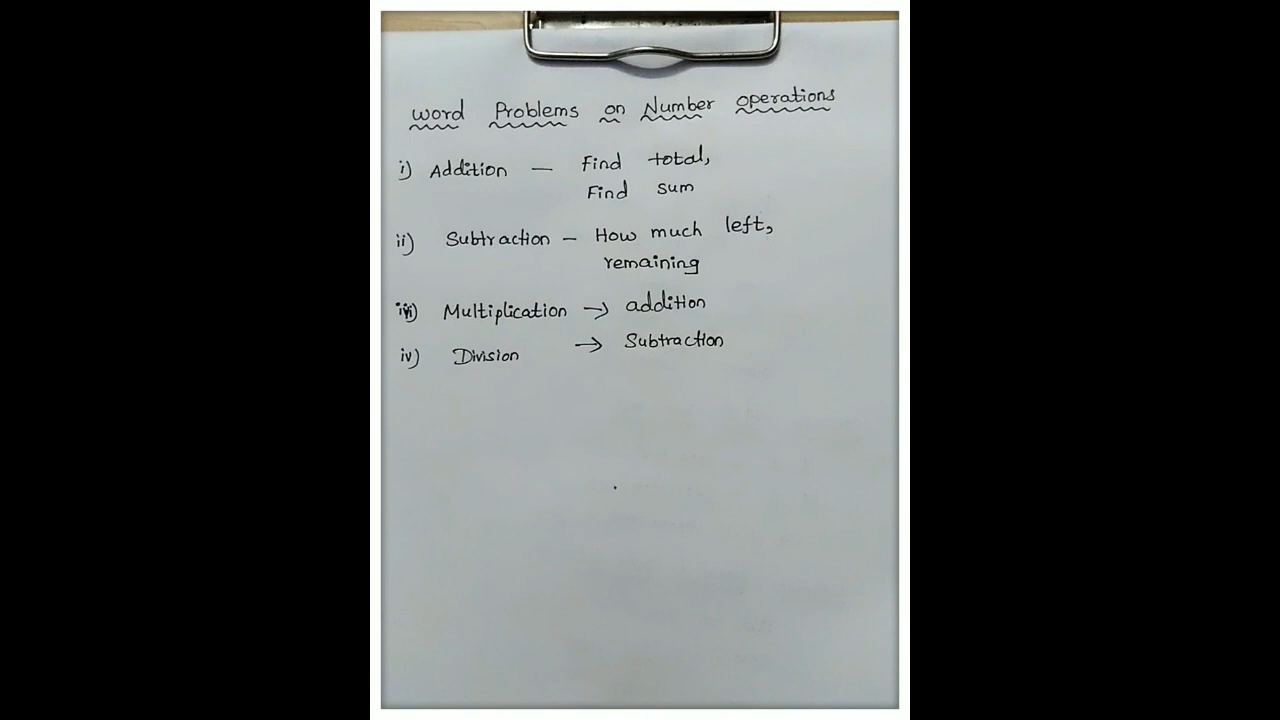 word Problems on Number operations
i) Addition — Find total,
Find sum
ii) Subtraction — How much left,
remaining
iii) Multiplication → addition
iv) Division → Subtraction